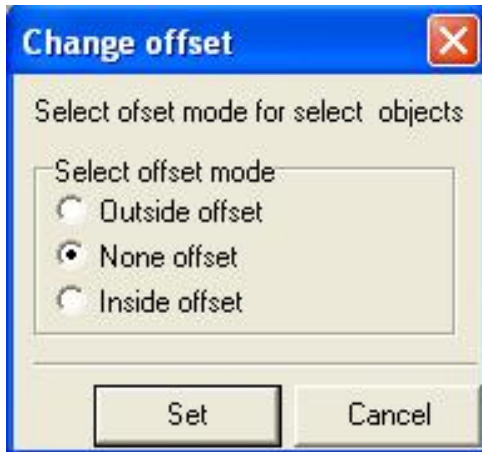 Change offset
Select ofset mode for select objects
Select offset mode
Outside offset
None offset
Inside offset
Set Cancel